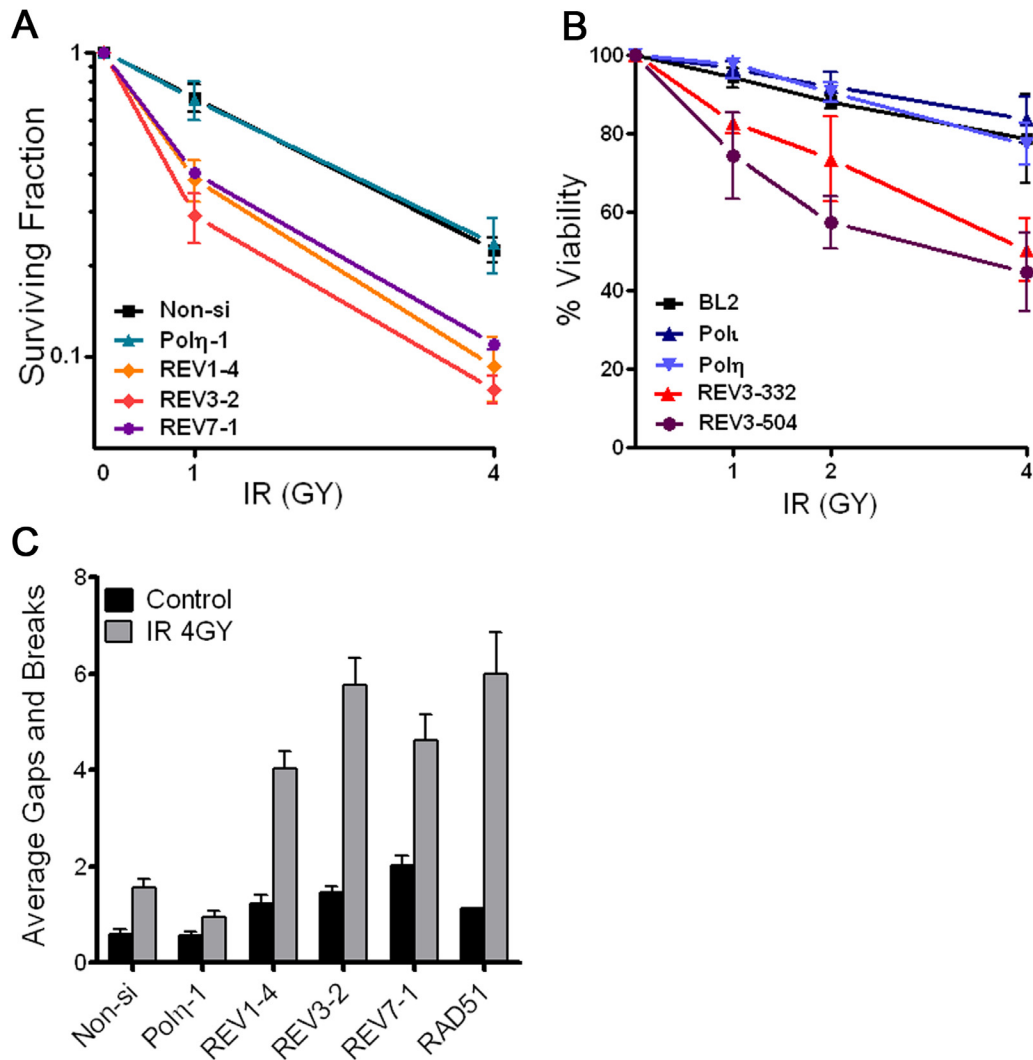 A
Surviving Fraction
1
0.1
0
1
4
IR (GY)
Non-si
Polη-1
REV1-4
REV3-2
REV7-1
B
% Viability
100
80
60
40
20
0
1
2
4
IR (GY)
BL2
Polι
Polη
REV3-332
REV3-504
C
Average Gaps and Breaks
8
6
4
2
0
Control
IR 4GY
Non-si
Polη-1
REV1-4
REV3-2
REV7-1
RAD51